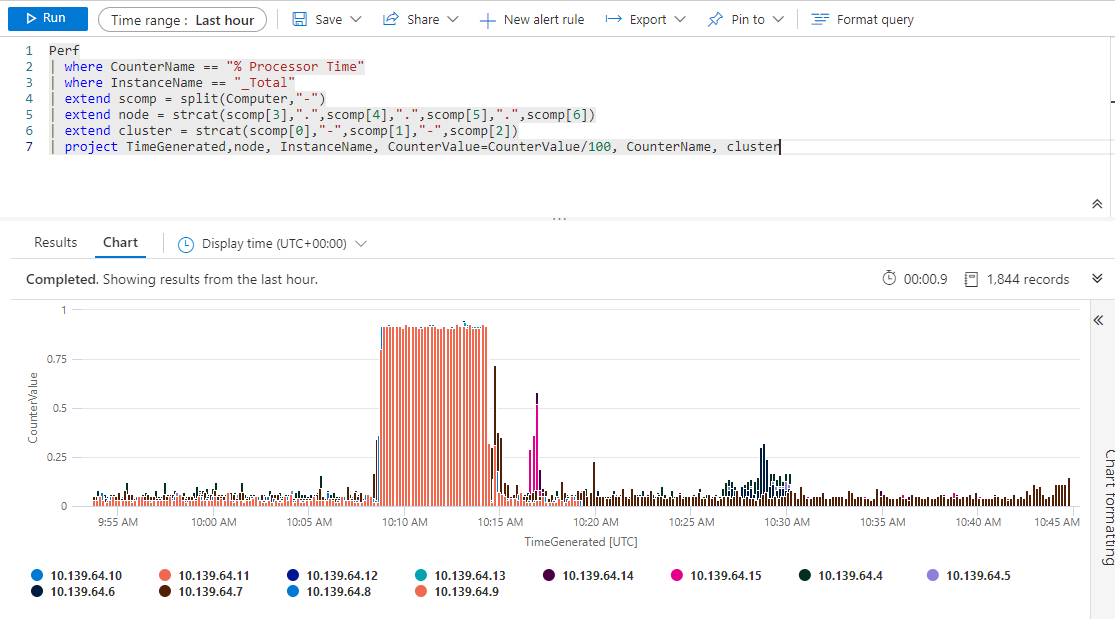 Run Time range : Last hour Save Share New alert rule Export Pin to Format query
1 Perf
2 | where CounterName == "% Processor Time"
3 | where InstanceName == "_Total"
4 | extend scomp = split(Computer,"-")
5 | extend node = strcat(scomp[3],".",scomp[4],".",scomp[5],".",scomp[6])
6 | extend cluster = strcat(scomp[0],"-",scomp[1],"-",scomp[2])
7 | project TimeGenerated,node, InstanceName, CounterValue=CounterValue/100, CounterName, cluster
Results Chart Display time (UTC+00:00)
Completed. Showing results from the last hour. 00:00.9 1,844 records
1
0.75
0.5
0.25
0
CounterValue
9:55 AM 10:00 AM 10:05 AM 10:10 AM 10:15 AM 10:20 AM 10:25 AM 10:30 AM 10:35 AM 10:40 AM 10:45 AM
TimeGenerated [UTC]
Chart formatting
10.139.64.10 10.139.64.11 10.139.64.12 10.139.64.13 10.139.64.14 10.139.64.15 10.139.64.4 10.139.64.5
10.139.64.6 10.139.64.7 10.139.64.8 10.139.64.9